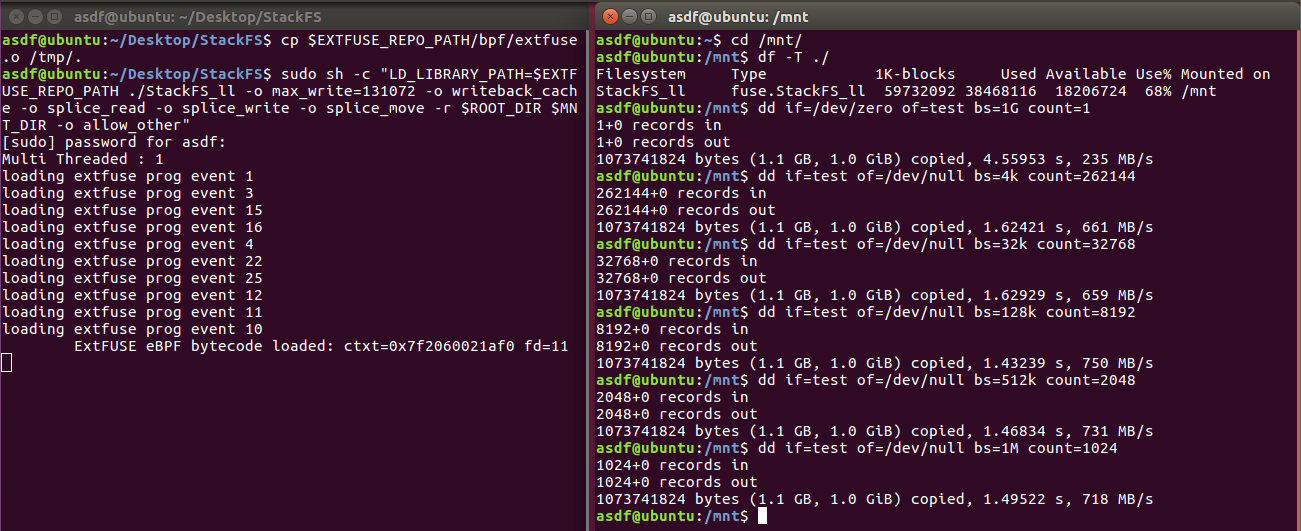 asdf@ubuntu: ~/Desktop/StackFS
asdf@ubuntu:~/Desktop/StackFS$ cp $EXTFUSE_REPO_PATH/bpf/extfuse
.o /tmp/.
asdf@ubuntu:~/Desktop/StackFS$ sudo sh -c "LD_LIBRARY_PATH=$EXTF
USE_REPO_PATH ./StackFS_ll -o max_write=131072 -o writeback_cach
e -o splice_read -o splice_write -o splice_move -r $ROOT_DIR $MN
T_DIR -o allow_other"
[sudo] password for asdf:
Multi Threaded : 1
loading extfuse prog event 1
loading extfuse prog event 3
loading extfuse prog event 15
loading extfuse prog event 16
loading extfuse prog event 4
loading extfuse prog event 22
loading extfuse prog event 25
loading extfuse prog event 12
loading extfuse prog event 11
loading extfuse prog event 10
        ExtFUSE eBPF bytecode loaded: ctxt=0x7f2060021af0 fd=11
asdf@ubuntu: /mnt
asdf@ubuntu:~$ cd /mnt/
asdf@ubuntu:/mnt$ df -T ./
Filesystem     Type            1K-blocks     Used Available Use% Mounted on
StackFS_ll     fuse.StackFS_ll  59732092 38468116  18206724  68% /mnt
asdf@ubuntu:/mnt$ dd if=/dev/zero of=test bs=1G count=1
1+0 records in
1+0 records out
1073741824 bytes (1.1 GB, 1.0 GiB) copied, 4.55953 s, 235 MB/s
asdf@ubuntu:/mnt$ dd if=test of=/dev/null bs=4k count=262144
262144+0 records in
262144+0 records out
1073741824 bytes (1.1 GB, 1.0 GiB) copied, 1.62421 s, 661 MB/s
asdf@ubuntu:/mnt$ dd if=test of=/dev/null bs=32k count=32768
32768+0 records in
32768+0 records out
1073741824 bytes (1.1 GB, 1.0 GiB) copied, 1.62929 s, 659 MB/s
asdf@ubuntu:/mnt$ dd if=test of=/dev/null bs=128k count=8192
8192+0 records in
8192+0 records out
1073741824 bytes (1.1 GB, 1.0 GiB) copied, 1.43239 s, 750 MB/s
asdf@ubuntu:/mnt$ dd if=test of=/dev/null bs=512k count=2048
2048+0 records in
2048+0 records out
1073741824 bytes (1.1 GB, 1.0 GiB) copied, 1.46834 s, 731 MB/s
asdf@ubuntu:/mnt$ dd if=test of=/dev/null bs=1M count=1024
1024+0 records in
1024+0 records out
1073741824 bytes (1.1 GB, 1.0 GiB) copied, 1.49522 s, 718 MB/s
asdf@ubuntu:/mnt$